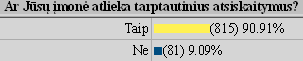 Ar Jūsų įmonė atlieka tarptautinius atsiskaitymus?
Taip (815) 90.91%
Ne (81) 9.09%